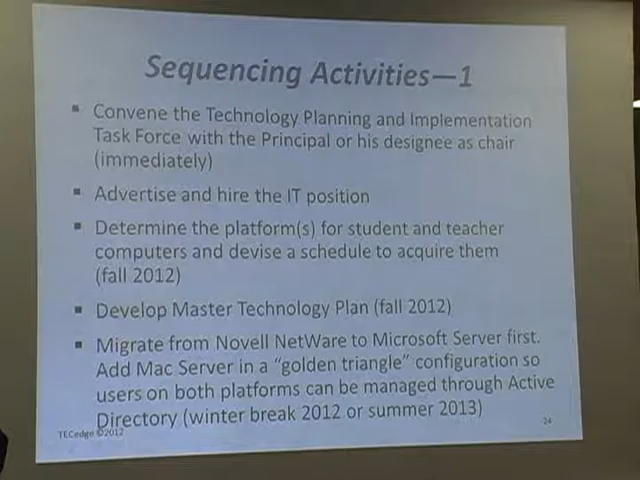 Sequencing Activities—1
▪ Convene the Technology Planning and Implementation
Task Force with the Principal or his designee as chair
(immediately)
▪ Advertise and hire the IT position
▪ Determine the platform(s) for student and teacher
computers and devise a schedule to acquire them
(fall 2012)
▪ Develop Master Technology Plan (fall 2012)
▪ Migrate from Novell NetWare to Microsoft Server first.
Add Mac Server in a “golden triangle” configuration so
users on both platforms can be managed through Active
Directory (winter break 2012 or summer 2013)
TECedge ©2012
24